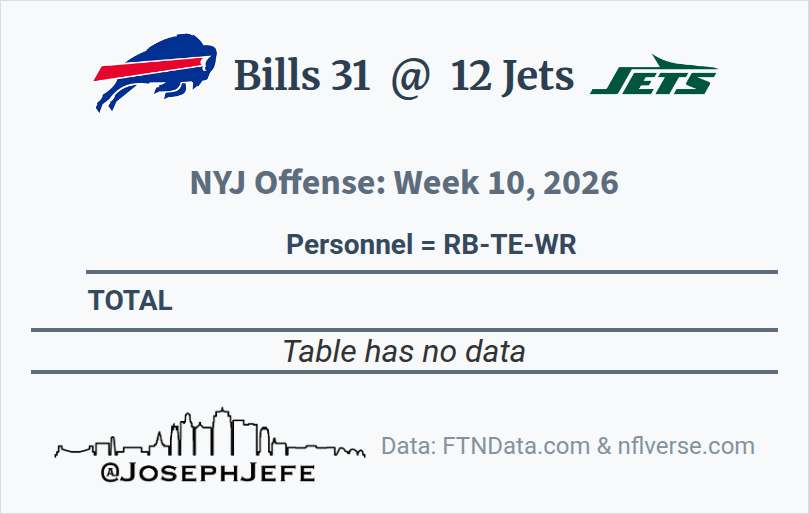 Bills 31 @ 12 Jets JETS
NYJ Offense: Week 10, 2026
Personnel = RB-TE-WR
TOTAL
Table has no data
@JOSEPHJEFE
Data: FTNData.com & nflverse.com